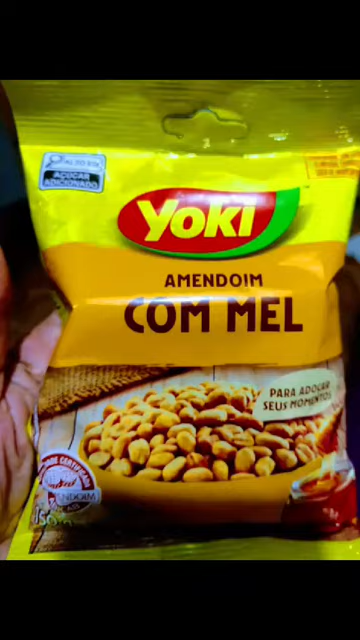 ALTO EM
AÇÚCAR
ADICIONADO
YOKI
AMENDOIM
COM MEL
PARA ADOÇAR
SEUS MOMENTOS
AMENDOIM